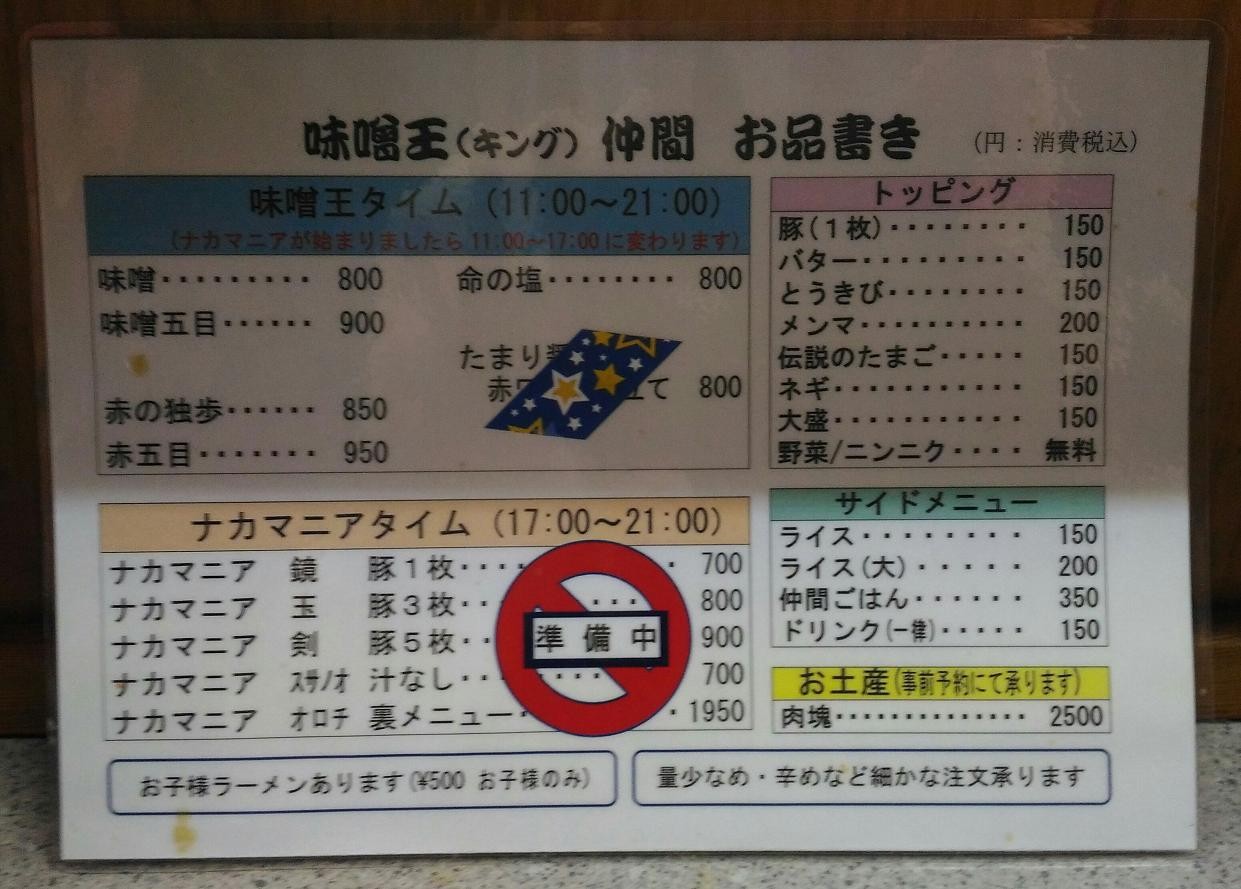 味噌王(キング) 仲間 お品書き (円:消費税込)
味噌王タイム (11:00～21:00)
(ナカマニアが始まりましたら11:00～17:00に変わります)
味噌・・・・・・・・・ 800
味噌五目・・・・・・ 900
赤の独歩・・・・・・ 850
赤五目・・・・・・・ 950
命の塩・・・・・・・・ 800
たまり
赤 て 800
ナカマニアタイム (17:00～21:00)
ナカマニア 鏡 豚1枚・・・・ ・ 700
ナカマニア 玉 豚3枚・・ ・・・ 800
ナカマニア 剣 豚5枚・・ 900
ナカマニア スサノオ 汁なし・・・・・・・ 700
ナカマニア オロチ 裏メニュー・ ・1950
準備中
トッピング
豚(1枚)・・・・・・・・ 150
バター・・・・・・・・・ 150
とうきび・・・・・・・・ 150
メンマ・・・・・・・・・・ 200
伝説のたまご・・・・・ 150
ネギ・・・・・・・・・・ 150
大盛・・・・・・・・・・ 150
野菜/ニンニク・・・・ 無料
サイドメニュー
ライス・・・・・・・・・ 150
ライス(大)・・・・・ 200
仲間ごはん・・・・・・ 350
ドリンク(一律)・・・・・ 150
お土産(事前予約にて承ります)
肉塊・・・・・・・・・・・・・ 2500
お子様ラーメンあります(¥500 お子様のみ)
量少なめ・辛めなど細かな注文承ります